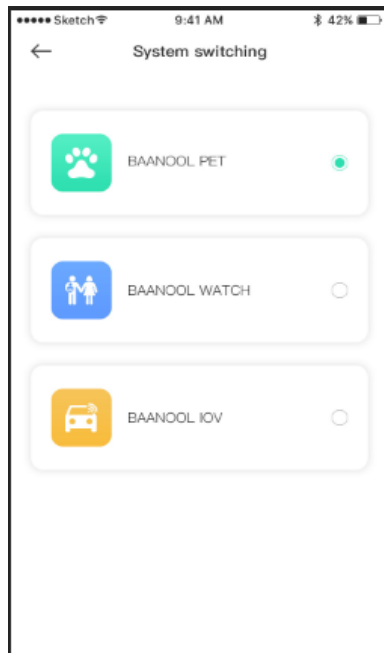 ●●●●● Sketch 9:41 AM 42%
System switching
BAANOOL PET
BAANOOL WATCH
BAANOOL IOV